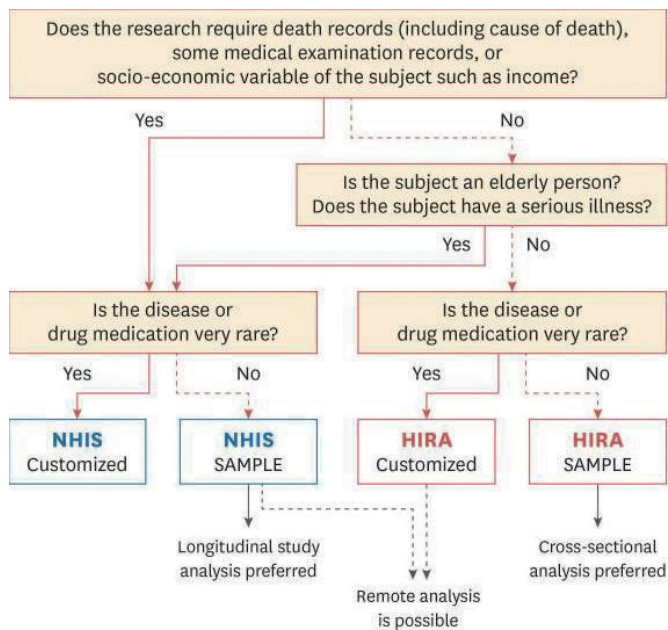 Does the research require death records (including cause of death),
some medical examination records, or
socio-economic variable of the subject such as income?
Yes
No
Is the subject an elderly person?
Does the subject have a serious illness?
Yes
No
Is the disease or
drug medication very rare?
Is the disease or
drug medication very rare?
Yes
No
Yes
No
NHIS
Customized
NHIS
SAMPLE
HIRA
Customized
HIRA
SAMPLE
Longitudinal study
analysis preferred
Remote analysis
is possible
Cross-sectional
analysis preferred